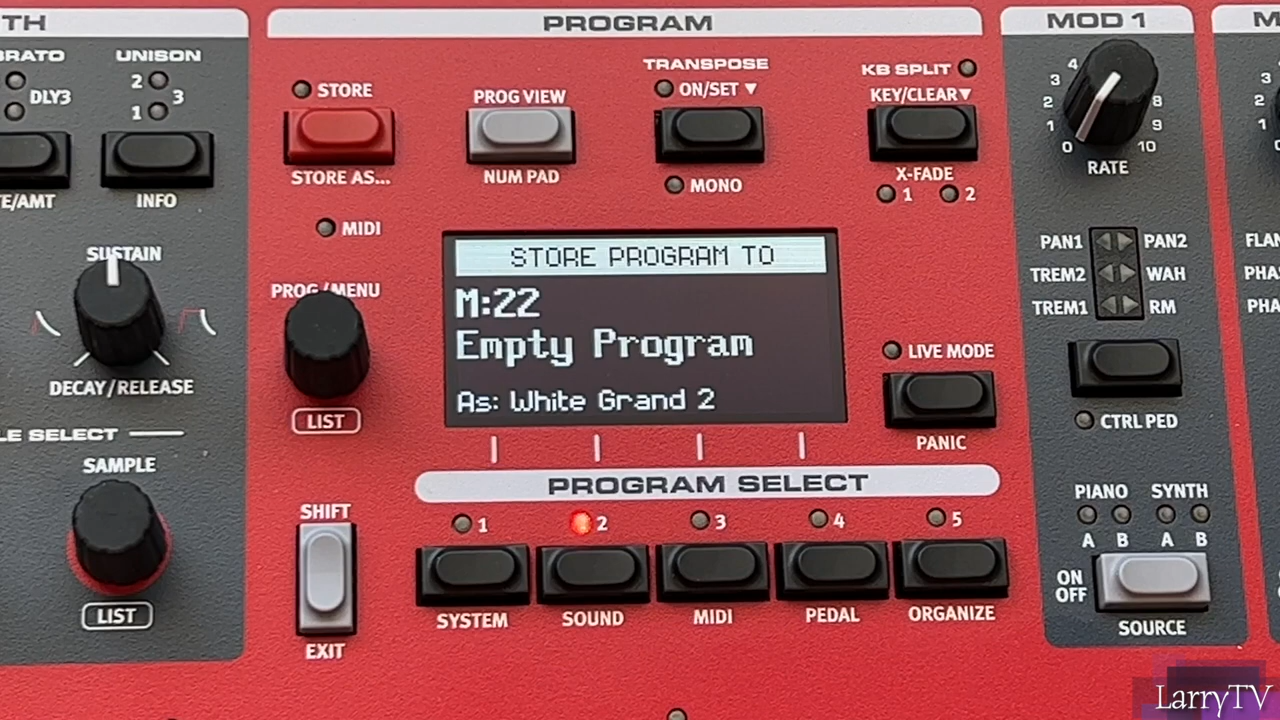 TH
PROGRAM
MOD 1
UNISON
2
3
1
DLY3
INFO
STORE
STORE AS...
PROG VIEW
NUM PAD
TRANSPOSE
ON/SET ▼
MONO
KB SPLIT
KEY/CLEAR▼
X-FADE
1 2
4
3
2
1
0
8
9
10
RATE
MIDI
SUSTAIN
DECAY/RELEASE
PROG/MENU
LIST
STORE PROGRAM TO
M:22
Empty Program
As: White Grand 2
LIVE MODE
PANIC
PAN1 PAN2
TREM2 WAH
TREM1 RM
CTRL PED
SAMPLE
LIST
SHIFT
EXIT
PROGRAM SELECT
1 2 3 4 5
SYSTEM SOUND MIDI PEDAL ORGANIZE
PIANO SYNTH
A B A B
ON
OFF
SOURCE
LarryTV